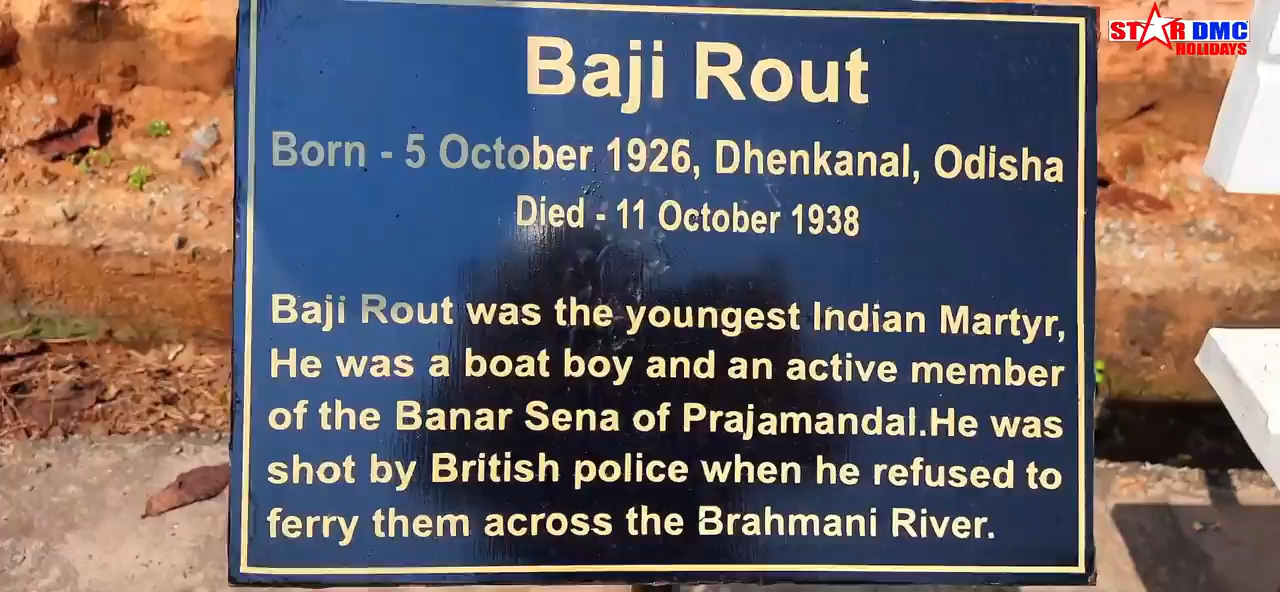 STAR DMC
HOLIDAYS
Baji Rout
Born - 5 October 1926, Dhenkanal, Odisha
Died - 11 October 1938
Baji Rout was the youngest Indian Martyr,
He was a boat boy and an active member
of the Banar Sena of Prajamandal.He was
shot by British police when he refused to
ferry them across the Brahmani River.